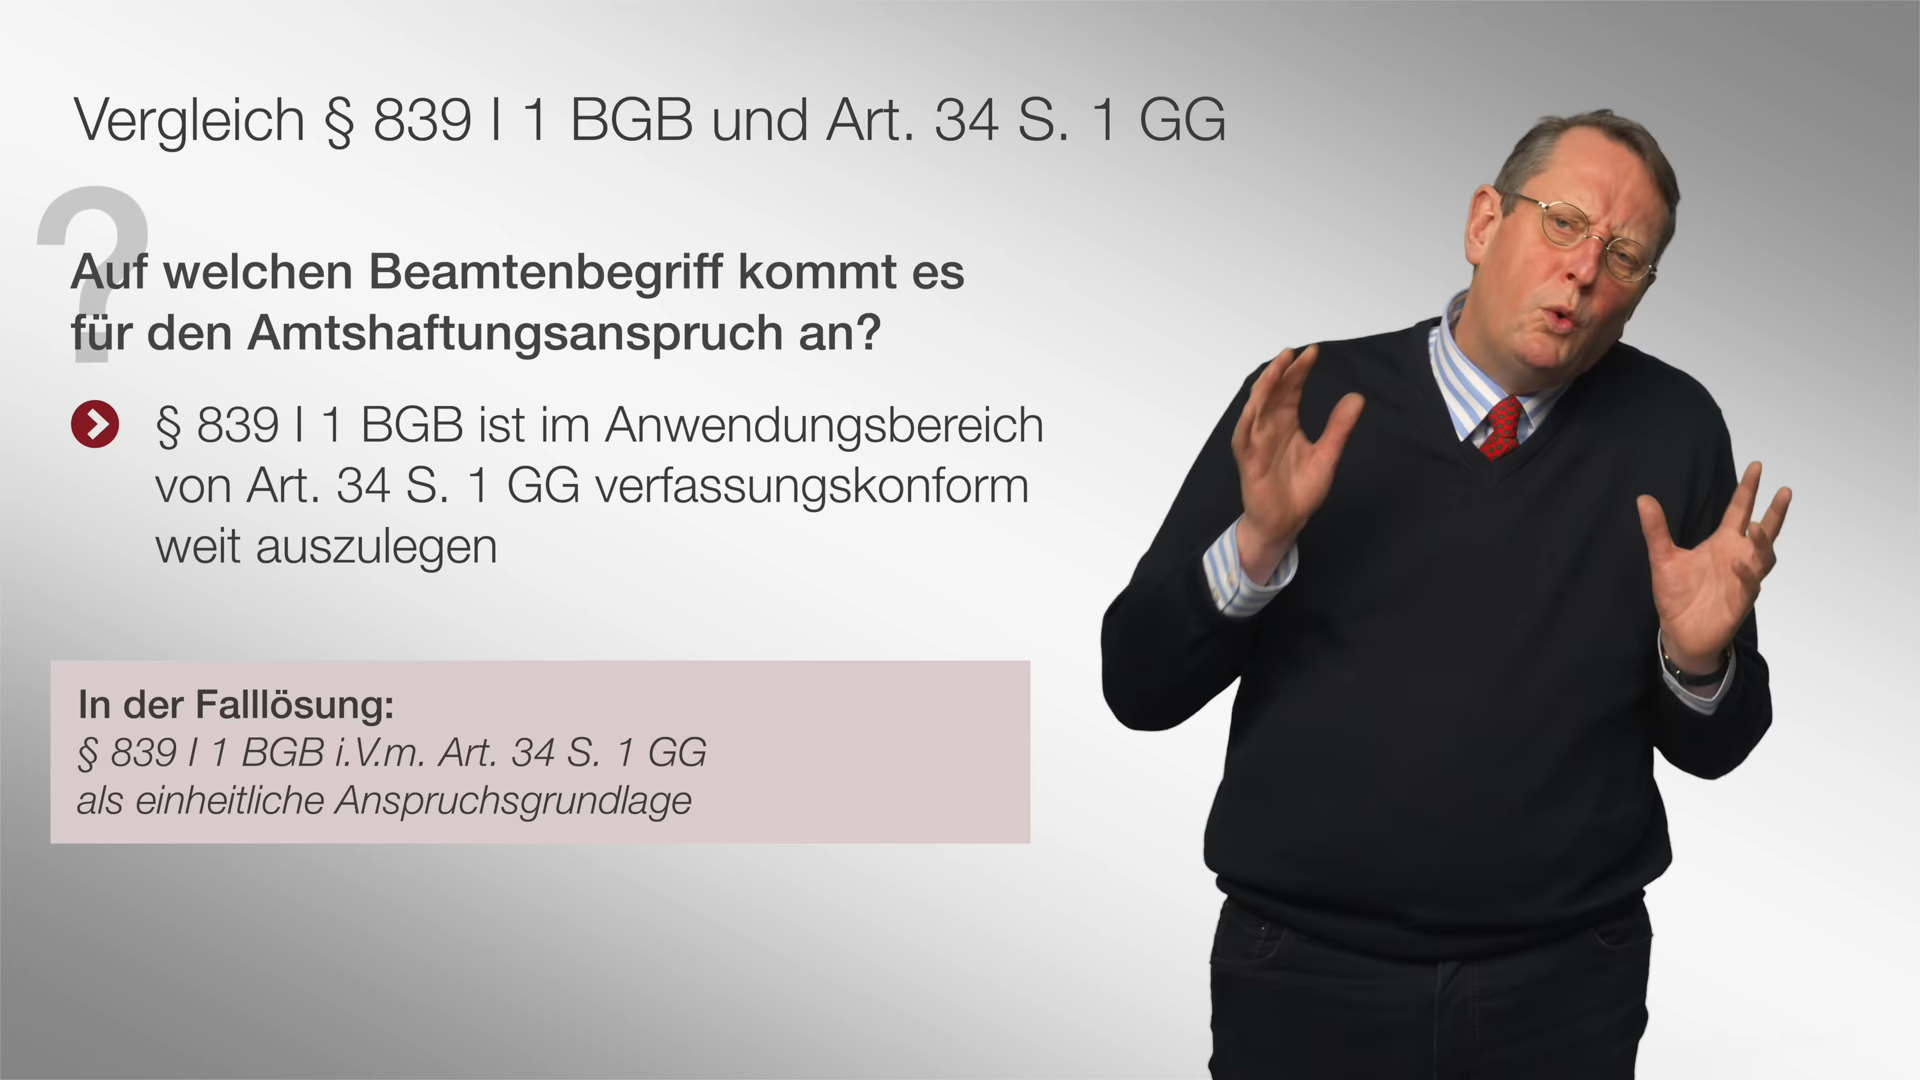 Vergleich § 839 I 1 BGB und Art. 34 S. 1 GG
?
Auf welchen Beamtenbegriff kommt es
für den Amtshaftungsanspruch an?
§ 839 I 1 BGB ist im Anwendungsbereich
von Art. 34 S. 1 GG verfassungskonform
weit auszulegen
In der Falllösung:
§ 839 I 1 BGB i.V.m. Art. 34 S. 1 GG
als einheitliche Anspruchsgrundlage